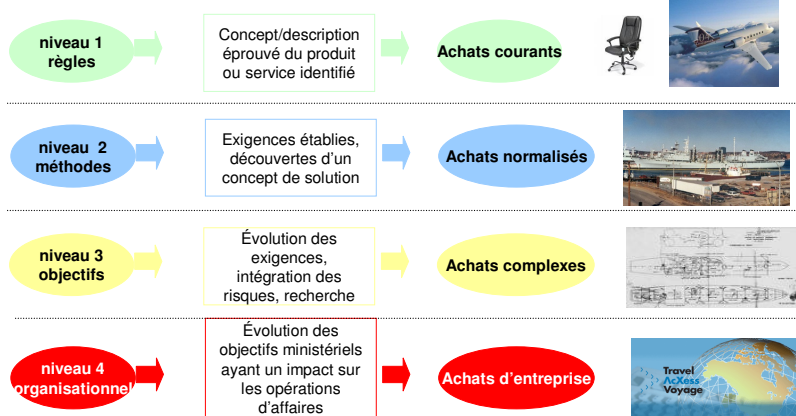 niveau 1
règles
Concept/description
éprouvé du produit
ou service identifié
Achats courants
niveau 2
méthodes
Exigences établies,
découvertes d'un
concept de solution
Achats normalisés
niveau 3
objectifs
Évolution des
exigences,
intégration des
risques, recherche
Achats complexes
niveau 4
organisationnel
Évolution des
objectifs ministériels
ayant un impact sur
les opérations
d'affaires
Achats d'entreprise
Travel
AcXess
Voyage